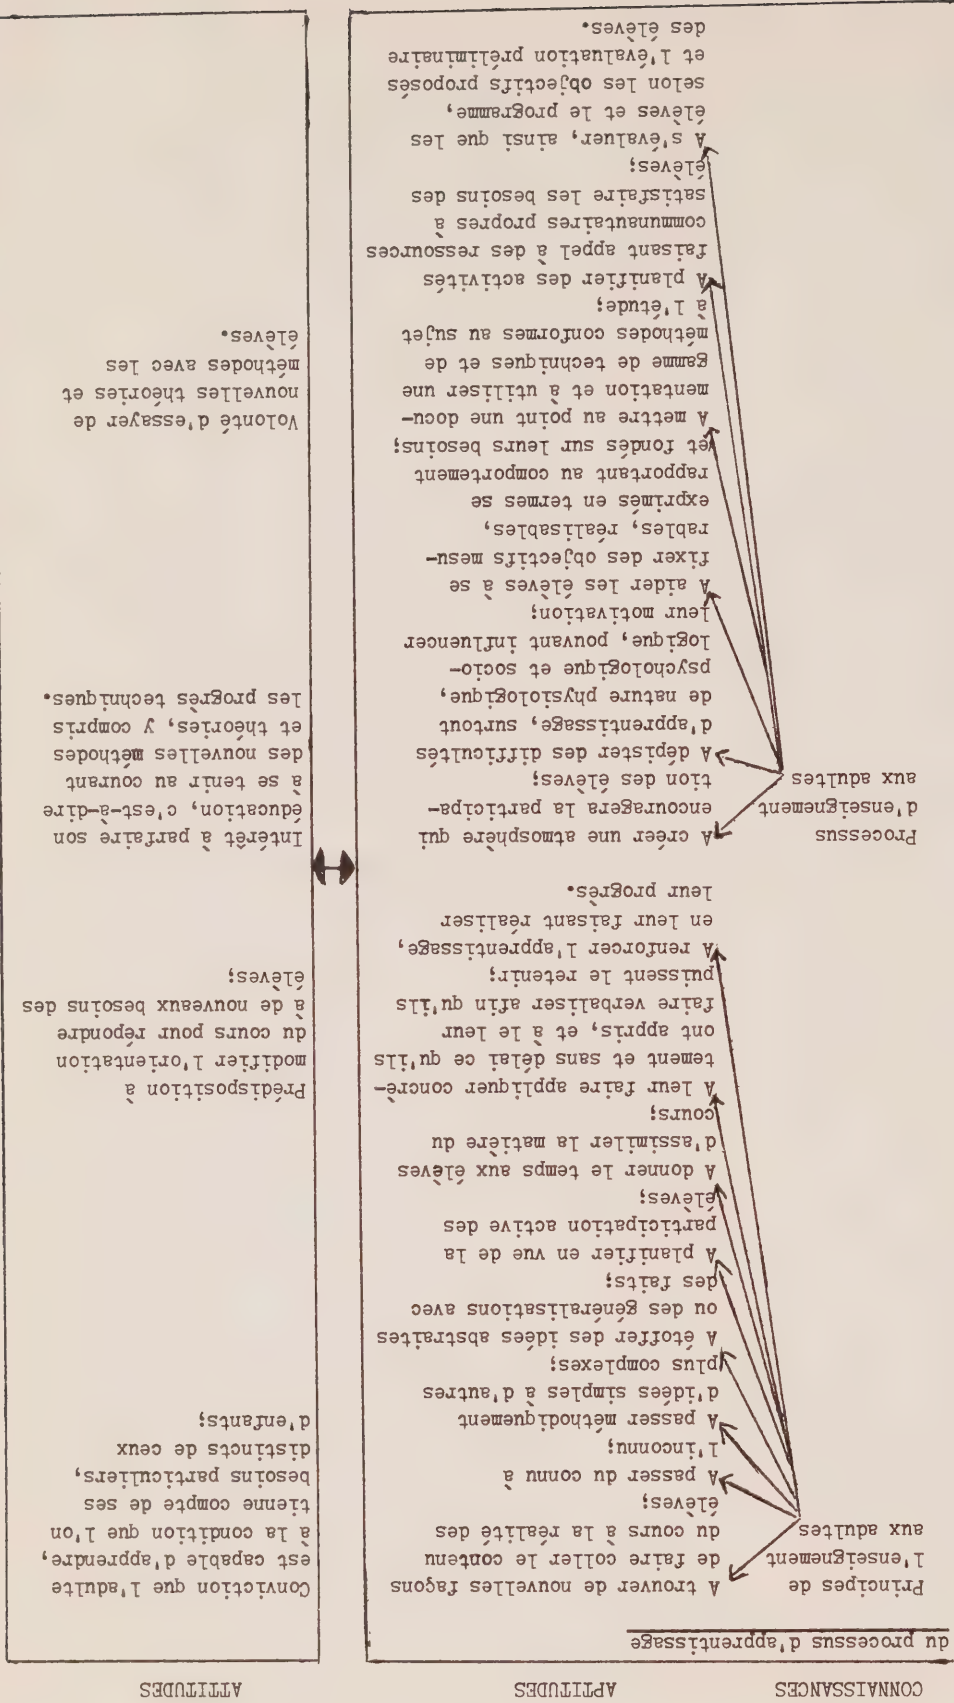 CONNAISSANCES
APTITUDES
ATTITUDES
du processus d'apprentissage
Principes de
l'enseignement
aux adultes
A trouver de nouvelles façons
de faire coller le contenu
du cours à la réalité des
élèves;
A passer du connu à
l'inconnu;
A passer méthodiquement
d'idées simples à d'autres
plus complexes;
A étoffer des idées abstraites
ou des généralisations avec
des faits;
A planifier en vue de la
participation active des
élèves;
A donner le temps aux élèves
d'assimiler la matière du
cours;
A leur faire appliquer concrè-
tement et sans délai ce qu'ils
ont appris, et à le leur
faire verbaliser afin qu'ils
puissent le retenir;
A renforcer l'apprentissage,
en leur faisant réaliser
leur progrès.
Processus
d'enseignement
aux adultes
A créer une atmosphère qui
encouragera la participa-
tion des élèves;
A dépister des difficultés
d'apprentissage, surtout
de nature physiologique,
psychologique et socio-
logique, pouvant influencer
leur motivation;
A aider les élèves à se
fixer des objectifs mesu-
rables, réalisables,
exprimés en termes se
rapportant au comportement
et fondés sur leurs besoins;
A mettre au point une docu-
mentation et à utiliser une
gamme de techniques et de
méthodes conformes au sujet
à l'étude;
A planifier des activités
faisant appel à des ressources
communautaires propres à
satisfaire les besoins des
élèves;
A s'évaluer, ainsi que les
élèves et le programme,
selon les objectifs proposés
et l'évaluation préliminaire
des élèves.
Conviction que l'adulte
est capable d'apprendre,
à la condition que l'on
tienne compte de ses
besoins particuliers,
distincts de ceux
d'enfants;
Prédisposition à
modifier l'orientation
du cours pour répondre
à de nouveaux besoins des
élèves;
Intérêt à parfaire son
éducation, c'est-à-dire
à se tenir au courant
des nouvelles méthodes
et théories, y compris
les progrès techniques.
Volonté d'essayer de
nouvelles théories et
méthodes avec les
élèves.